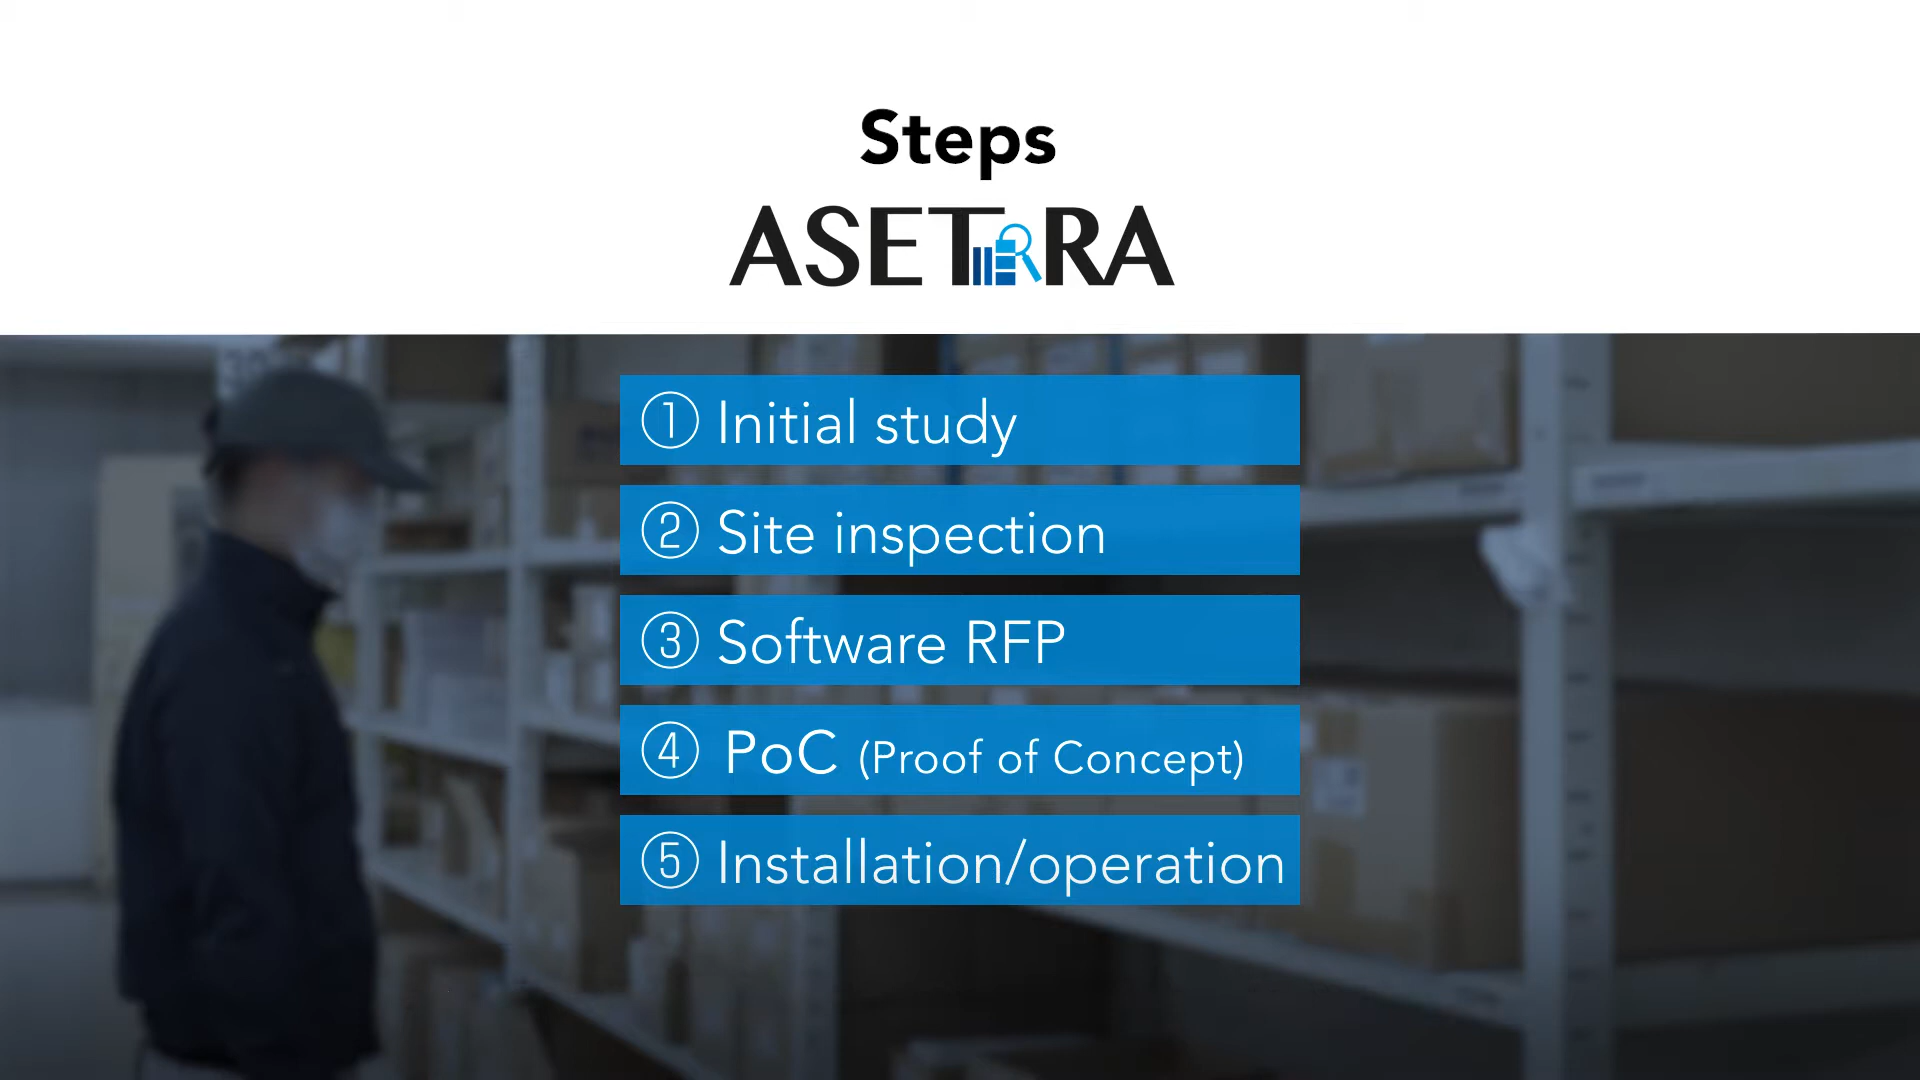 Steps
ASETRA
① Initial study
② Site inspection
③ Software RFP
④ PoC (Proof of Concept)
⑤ Installation/operation